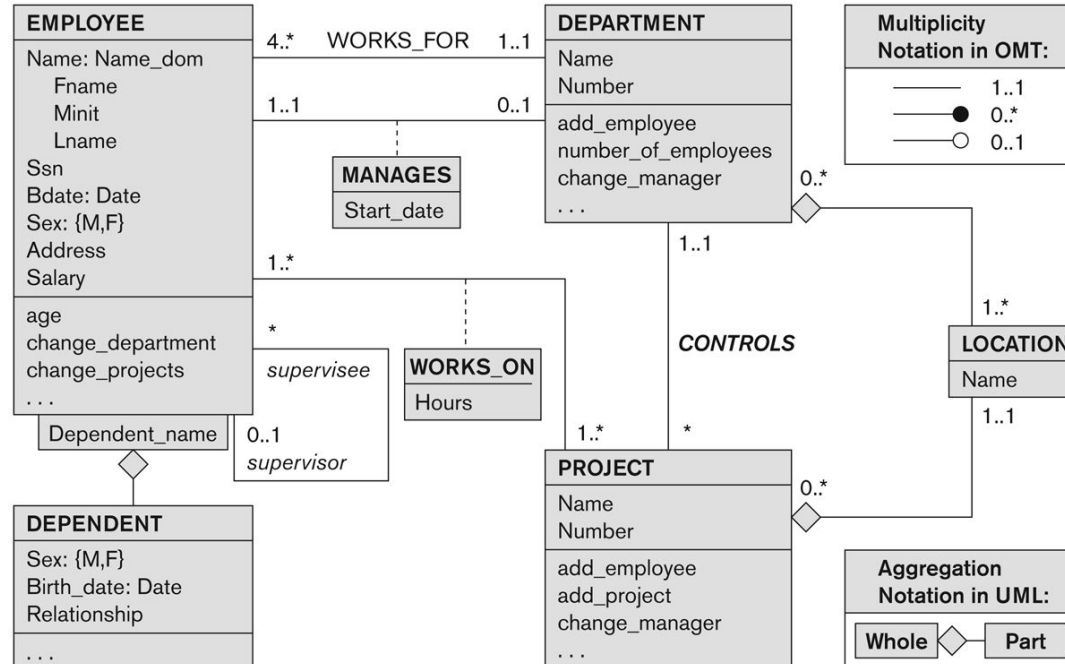 EMPLOYEE
Name: Name_dom
Fname
Minit
Lname
Ssn
Bdate: Date
Sex: {M,F}
Address
Salary
age
change_department
change_projects
. . .
Dependent_name
DEPENDENT
Sex: {M,F}
Birth_date: Date
Relationship
. . .
4..* WORKS_FOR 1..1
1..1 0..1
MANAGES
Start_date
1..*
*
supervisee
0..1
supervisor
WORKS_ON
Hours
1..*
DEPARTMENT
Name
Number
add_employee
number_of_employees
change_manager
. . .
0..*
1..1
CONTROLS
*
PROJECT
Name
Number
add_employee
add_project
change_manager
. . .
0..*
1..*
LOCATION
Name
1..1
Multiplicity
Notation in OMT:
1..1
0..*
0..1
Aggregation
Notation in UML:
Whole Part